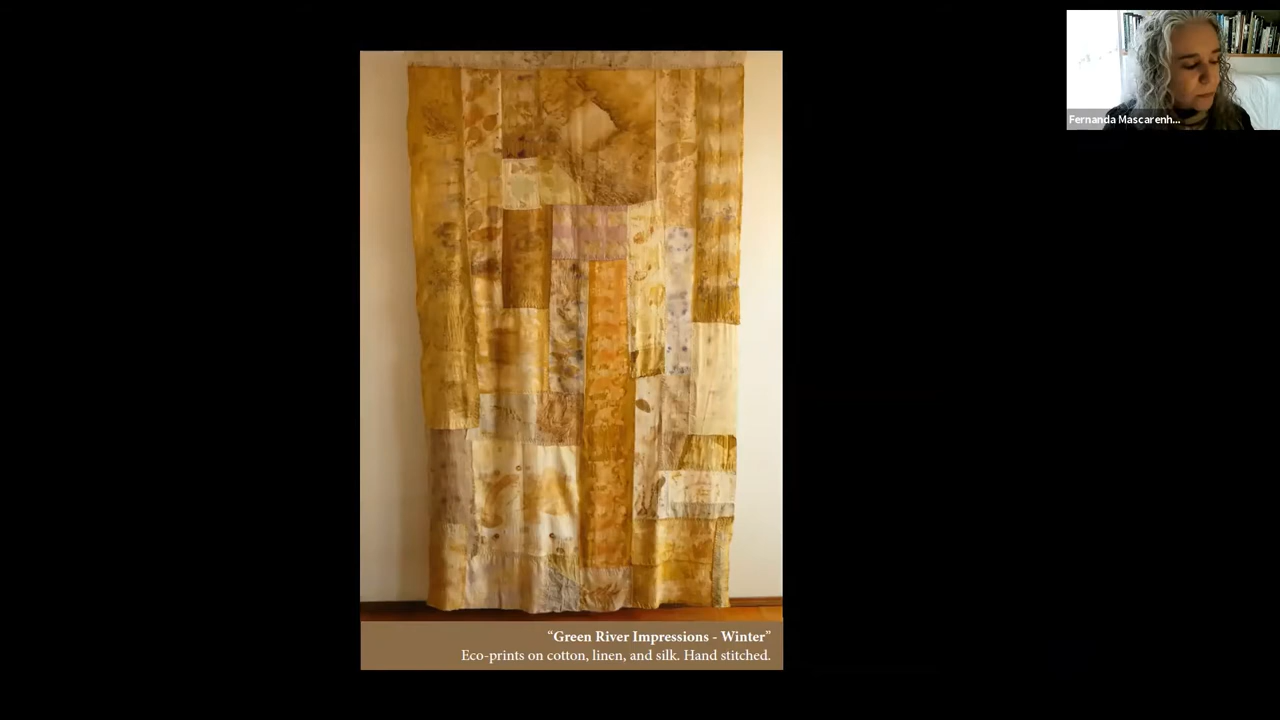 Fernanda Mascarenh...
“Green River Impressions - Winter”
Eco-prints on cotton, linen, and silk. Hand stitched.